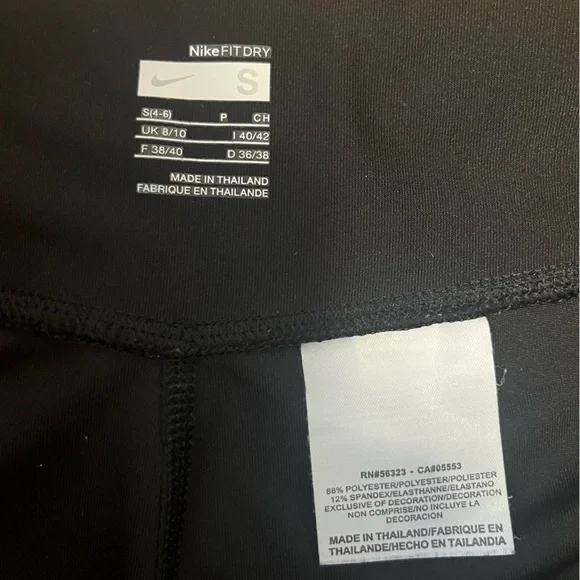 NikeFITDRY
S
S(4-6) P CH
UK 8/10 I 40/42
F 38/40 D 36/38
MADE IN THAILAND
FABRIQUE EN THAILANDE
RN#56323 - CA#05553
88% POLYESTER/POLYESTER/POLIESTER
12% SPANDEX/ELASTHANNE/ELASTANO
EXCLUSIVE OF DECORATION/DECORATION
NON COMPRISE/NO INCLUYE LA
DECORACION
MADE IN THAILAND/FABRIQUE EN
THAILANDE/HECHO EN TAILANDIA